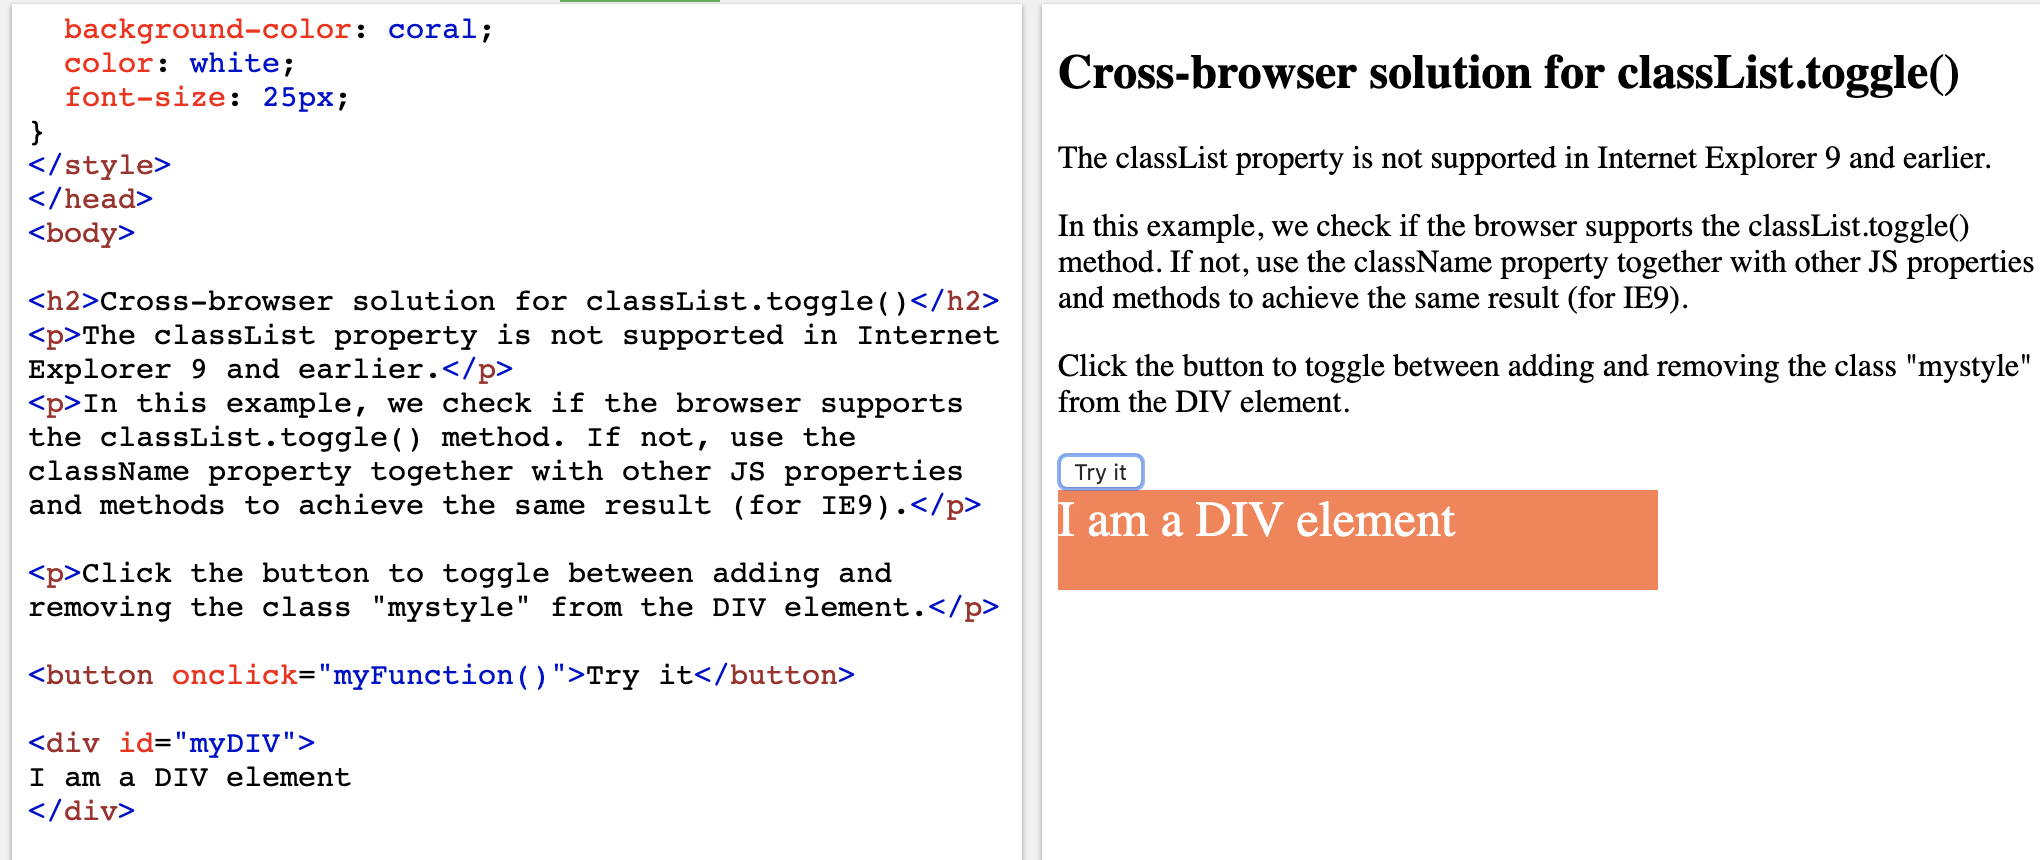 background-color: coral;
color: white;
font-size: 25px;
}
</style>
</head>
<body>
<h2>Cross-browser solution for classList.toggle()</h2>
<p>The classList property is not supported in Internet
Explorer 9 and earlier.</p>
<p>In this example, we check if the browser supports
the classList.toggle() method. If not, use the
className property together with other JS properties
and methods to achieve the same result (for IE9).</p>
<p>Click the button to toggle between adding and
removing the class "mystyle" from the DIV element.</p>
<button onclick="myFunction()">Try it</button>
<div id="myDIV">
I am a DIV element
</div>
Cross-browser solution for classList.toggle()
The classList property is not supported in Internet Explorer 9 and earlier.
In this example, we check if the browser supports the classList.toggle()
method. If not, use the className property together with other JS properties
and methods to achieve the same result (for IE9).
Click the button to toggle between adding and removing the class "mystyle"
from the DIV element.
Try it
I am a DIV element